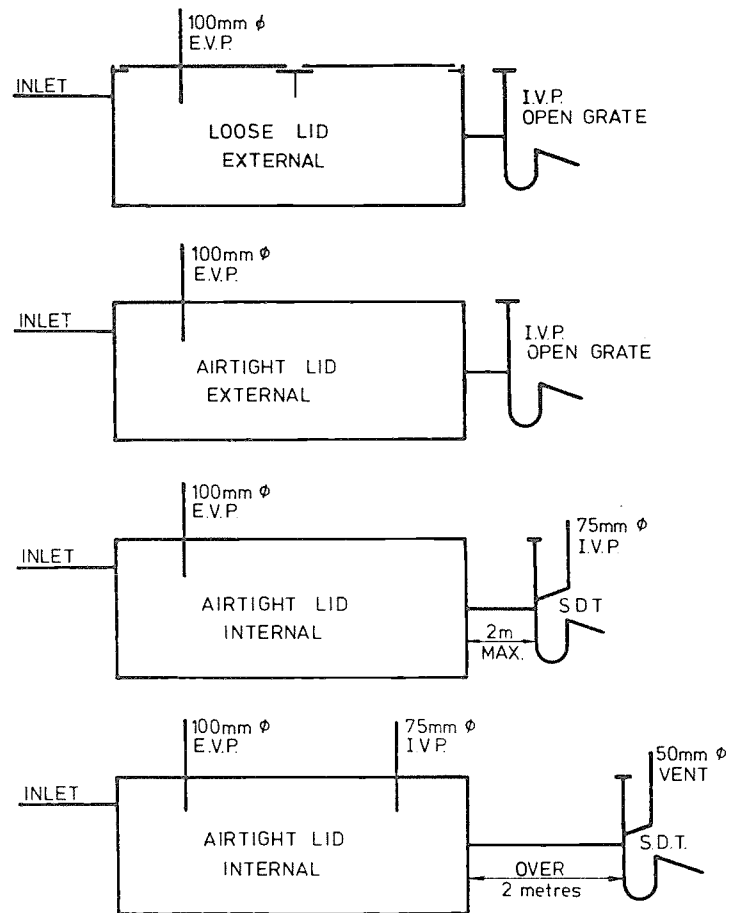 100mm ϕ
E.V.P.
INLET
I.V.P.
OPEN GRATE
LOOSE LID
EXTERNAL
100mm ϕ
E.V.P.
INLET
I.V.P.
OPEN GRATE
AIRTIGHT LID
EXTERNAL
100mm ϕ
E.V.P.
75mm ϕ
I.V.P.
INLET
AIRTIGHT LID
INTERNAL
S.D.T
2m
MAX.
100mm ϕ
E.V.P.
75mm ϕ
I.V.P.
50mm ϕ
VENT
INLET
AIRTIGHT LID
INTERNAL
S.D.T.
OVER
2 metres